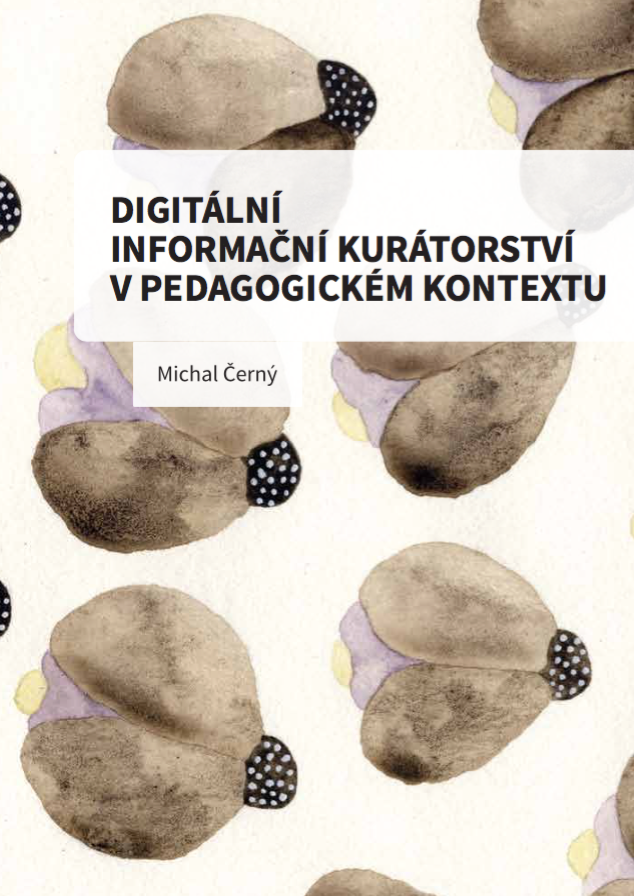 DIGITÁLNÍ
INFORMAČNÍ KURÁTORSTVÍ
V PEDAGOGICKÉM KONTEXTU
Michal Černý